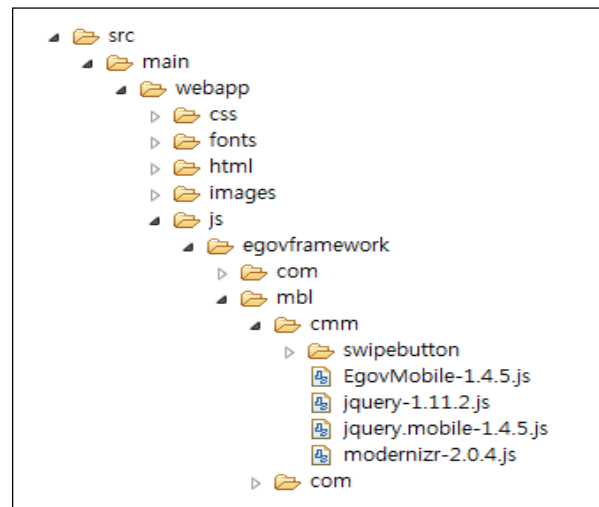 src
main
webapp
css
fonts
html
images
js
egovframework
com
mbl
cmm
swipebutton
EgovMobile-1.4.5.js
jquery-1.11.2.js
jquery.mobile-1.4.5.js
modernizr-2.0.4.js
com